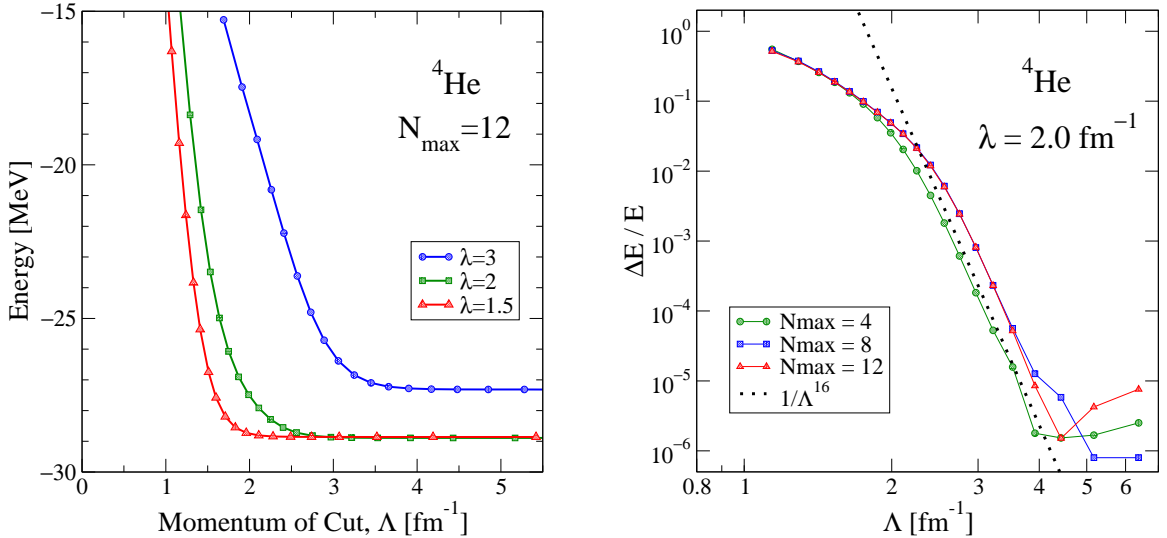 −15
−20
−25
−30
Energy [MeV]
⁴He
N_max=12
λ=3
λ=2
λ=1.5
0 1 2 3 4 5
Momentum of Cut, Λ [fm⁻¹]
10⁰
10⁻¹
10⁻²
10⁻³
10⁻⁴
10⁻⁵
10⁻⁶
ΔE / E
⁴He
λ = 2.0 fm⁻¹
Nmax = 4
Nmax = 8
Nmax = 12
1/Λ¹⁶
0.8 1 2 3 4 5 6
Λ [fm⁻¹]